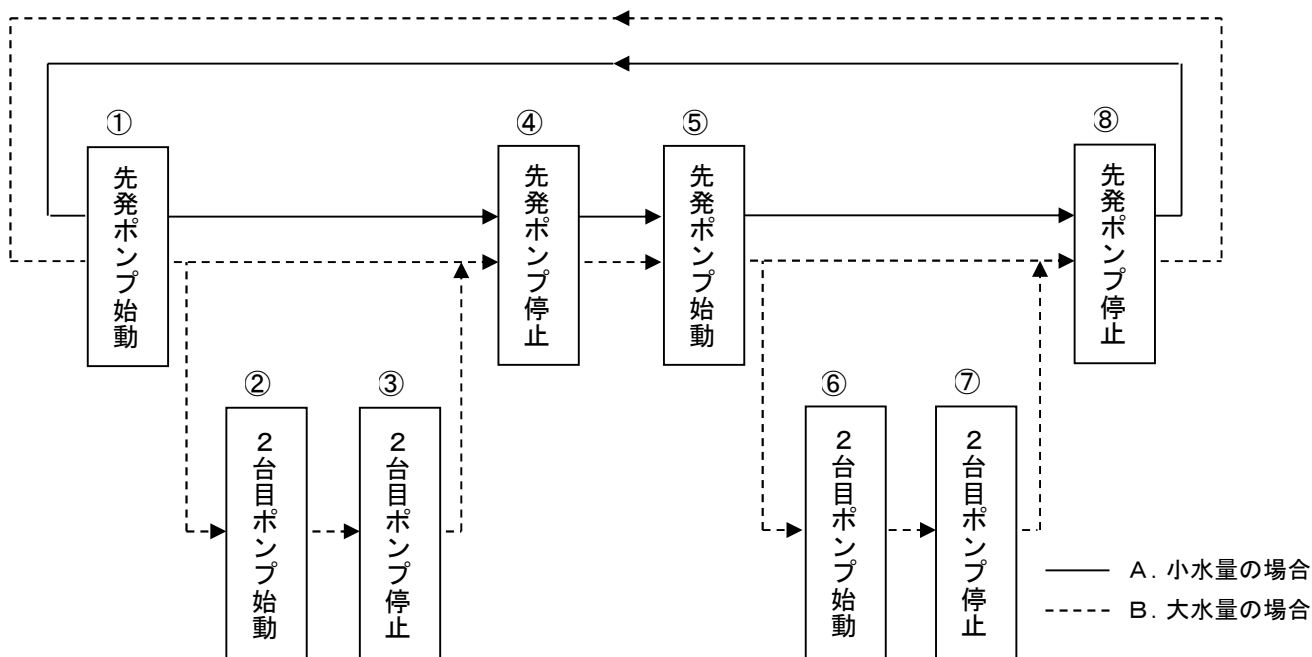 ①
先発ポンプ始動
④
先発ポンプ停止
⑤
先発ポンプ始動
⑧
先発ポンプ停止
②
2台目ポンプ始動
③
2台目ポンプ停止
⑥
2台目ポンプ始動
⑦
2台目ポンプ停止
A. 小水量の場合
B. 大水量の場合